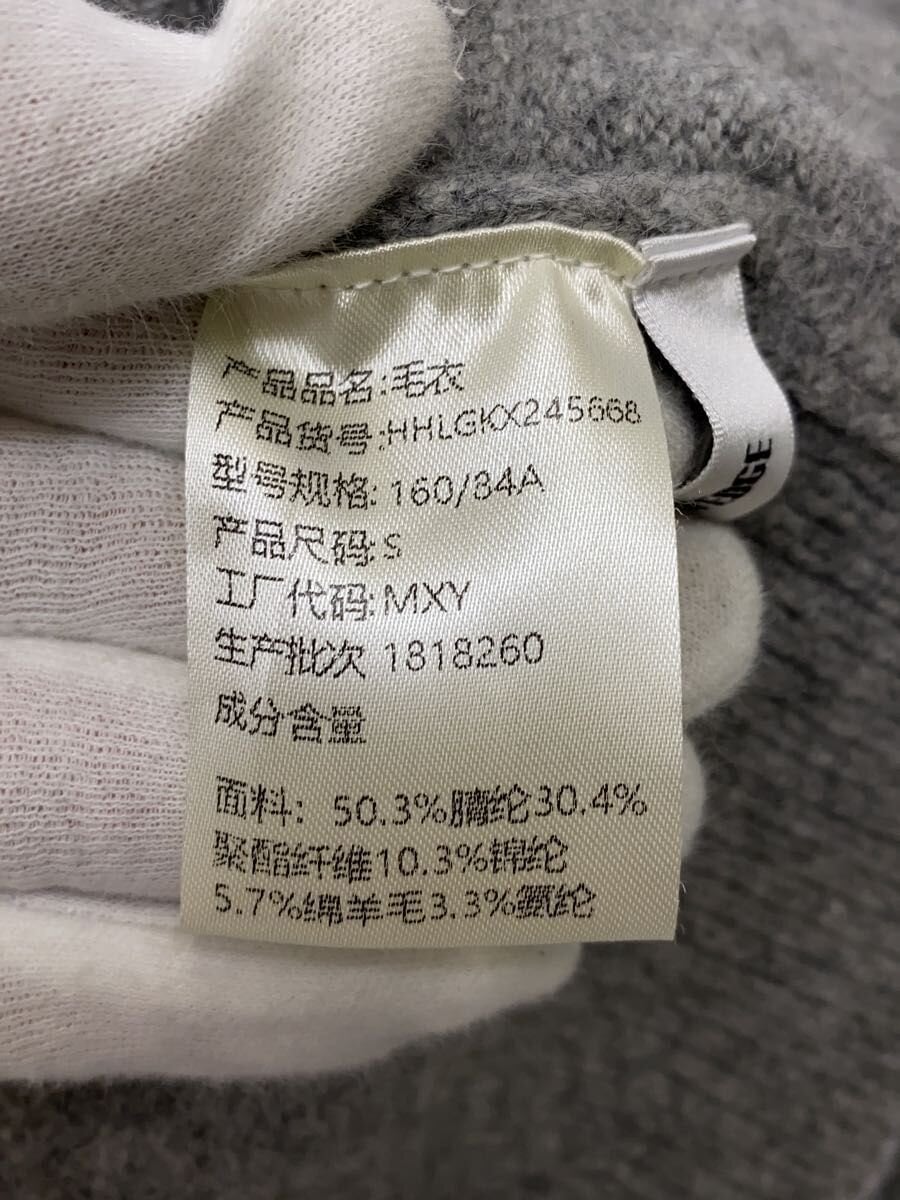 产品品名:毛衣
产品货号:HHLGKX245668
型号规格: 160/84A
产品尺码:S
工厂代码:MXY
生产批次 1818260
成分含量
面料: 50.3%腈纶30.4%
聚酯纤维10.3%锦纶
5.7%绵羊毛3.3%氨纶
EDGE